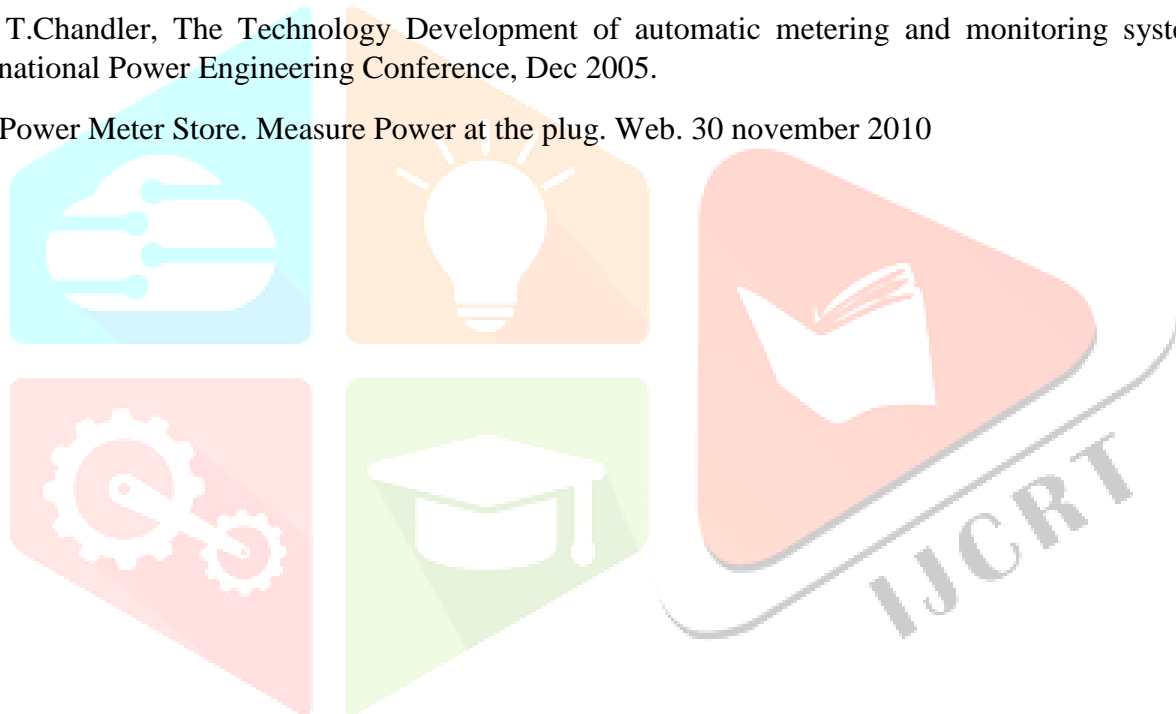 T.Chandler, The Technology Development of automatic metering and monitoring syste
national Power Engineering Conference, Dec 2005.
Power Meter Store. Measure Power at the plug. Web. 30 november 2010
IJCRT